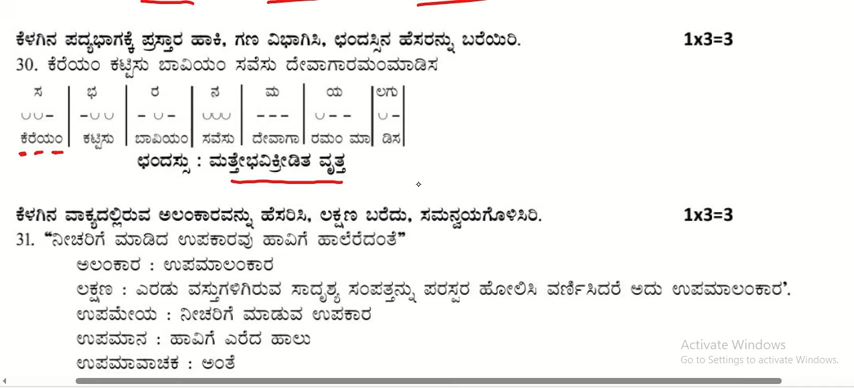 ಕೆಳಗಿನ ಪದ್ಯಭಾಗಕ್ಕೆ ಪ್ರಸ್ತಾರ ಹಾಕಿ, ಗಣ ವಿಭಾಗಿಸಿ, ಛಂದಸ್ಸಿನ ಹೆಸರನ್ನು ಬರೆಯಿರಿ. 1x3=3
30. ಕೆರೆಯಂ ಕಟ್ಟಿಸು ಬಾವಿಯಂ ಸವೆಸು ದೇವಾಗಾರಮಂಮಾಡಿಸ
ಸ ಭ ರ ನ ಮ ಯ ಲಗು
∪∪- -∪∪ -∪- ∪∪∪ --- ∪-- ∪-
ಕೆರೆಯಂ ಕಟ್ಟಿಸು ಬಾವಿಯಂ ಸವೆಸು ದೇವಾಗಾ ರಮಂ ಮಾ ಡಿಸ
ಛಂದಸ್ಸು : ಮತ್ತೇಭವಿಕ್ರೀಡಿತ ವೃತ್ತ
ಕೆಳಗಿನ ವಾಕ್ಯದಲ್ಲಿರುವ ಅಲಂಕಾರವನ್ನು ಹೆಸರಿಸಿ, ಲಕ್ಷಣ ಬರೆದು, ಸಮನ್ವಯಗೊಳಿಸಿರಿ. 1x3=3
31. “ನೀಚರಿಗೆ ಮಾಡಿದ ಉಪಕಾರವು ಹಾವಿಗೆ ಹಾಲೆರೆದಂತೆ”
ಅಲಂಕಾರ : ಉಪಮಾಲಂಕಾರ
ಲಕ್ಷಣ : ಎರಡು ವಸ್ತುಗಳಿಗಿರುವ ಸಾದೃಶ್ಯ ಸಂಪತ್ತನ್ನು ಪರಸ್ಪರ ಹೋಲಿಸಿ ವರ್ಣಿಸಿದರೆ ಅದು ಉಪಮಾಲಂಕಾರ’.
ಉಪಮೇಯ : ನೀಚರಿಗೆ ಮಾಡುವ ಉಪಕಾರ
ಉಪಮಾನ : ಹಾವಿಗೆ ಎರೆದ ಹಾಲು
ಉಪಮಾವಾಚಕ : ಅಂತೆ
Activate Windows
Go to Settings to activate Windows.